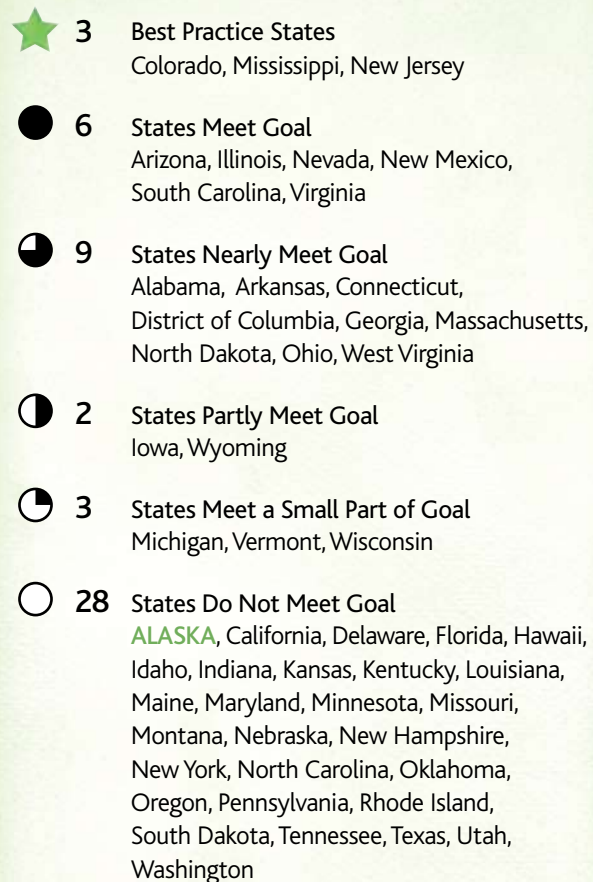 3 Best Practice States
Colorado, Mississippi, New Jersey
6 States Meet Goal
Arizona, Illinois, Nevada, New Mexico,
South Carolina, Virginia
9 States Nearly Meet Goal
Alabama, Arkansas, Connecticut,
District of Columbia, Georgia, Massachusetts,
North Dakota, Ohio, West Virginia
2 States Partly Meet Goal
Iowa, Wyoming
3 States Meet a Small Part of Goal
Michigan, Vermont, Wisconsin
28 States Do Not Meet Goal
ALASKA, California, Delaware, Florida, Hawaii,
Idaho, Indiana, Kansas, Kentucky, Louisiana,
Maine, Maryland, Minnesota, Missouri,
Montana, Nebraska, New Hampshire,
New York, North Carolina, Oklahoma,
Oregon, Pennsylvania, Rhode Island,
South Dakota, Tennessee, Texas, Utah,
Washington